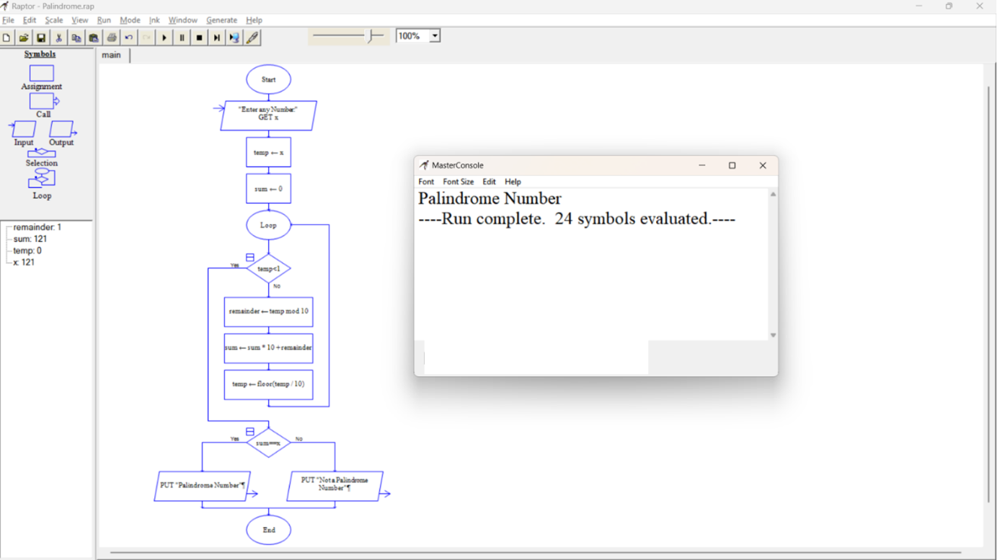 Raptor - Palindrome.rap
File Edit Scale View Run Mode Ink Window Generate Help
100%
Symbols
main
Assignment
Call
Input Output
Selection
Loop
remainder: 1
sum: 121
temp: 0
x: 121
Start
"Enter any Number:"
GET x
temp ← x
sum ← 0
Loop
Yes
temp<1
No
remainder ← temp mod 10
sum ← sum * 10 +remainder
temp ← floor(temp / 10)
Yes
sum==x
No
PUT "Palindrome Number"¶
PUT "Not a Palindrome
Number"¶
End
MasterConsole
Font Font Size Edit Help
Palindrome Number
----Run complete.  24 symbols evaluated.----